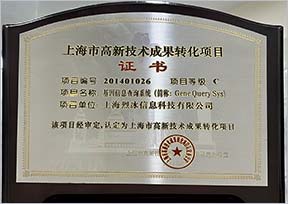 上海市高新技术成果转化项目
证书
项目编号 201401026 项目等级 C
项目名称 基因信息查询系统（简称：Gene Query Sys）
项目单位 上海烈冰信息科技有限公司
该项目经审定，认定为上海市高新技术成果转化项目